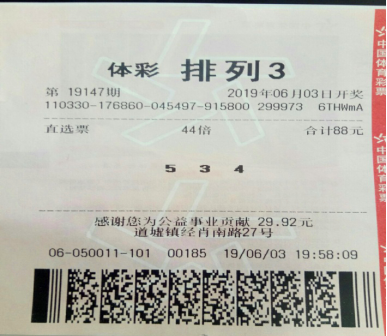 体彩 排列3
第 19147期 2019年06月03日开奖
110330-176860-045497-915800 299973 6THWmA
直选票 44倍 合计88元
5 3 4
感谢您为公益事业贡献 29.92元
道墟镇经肖南路27号
06-050011-101 00185 19/06/03 19:58:09
中国体育彩票
中国体育彩票